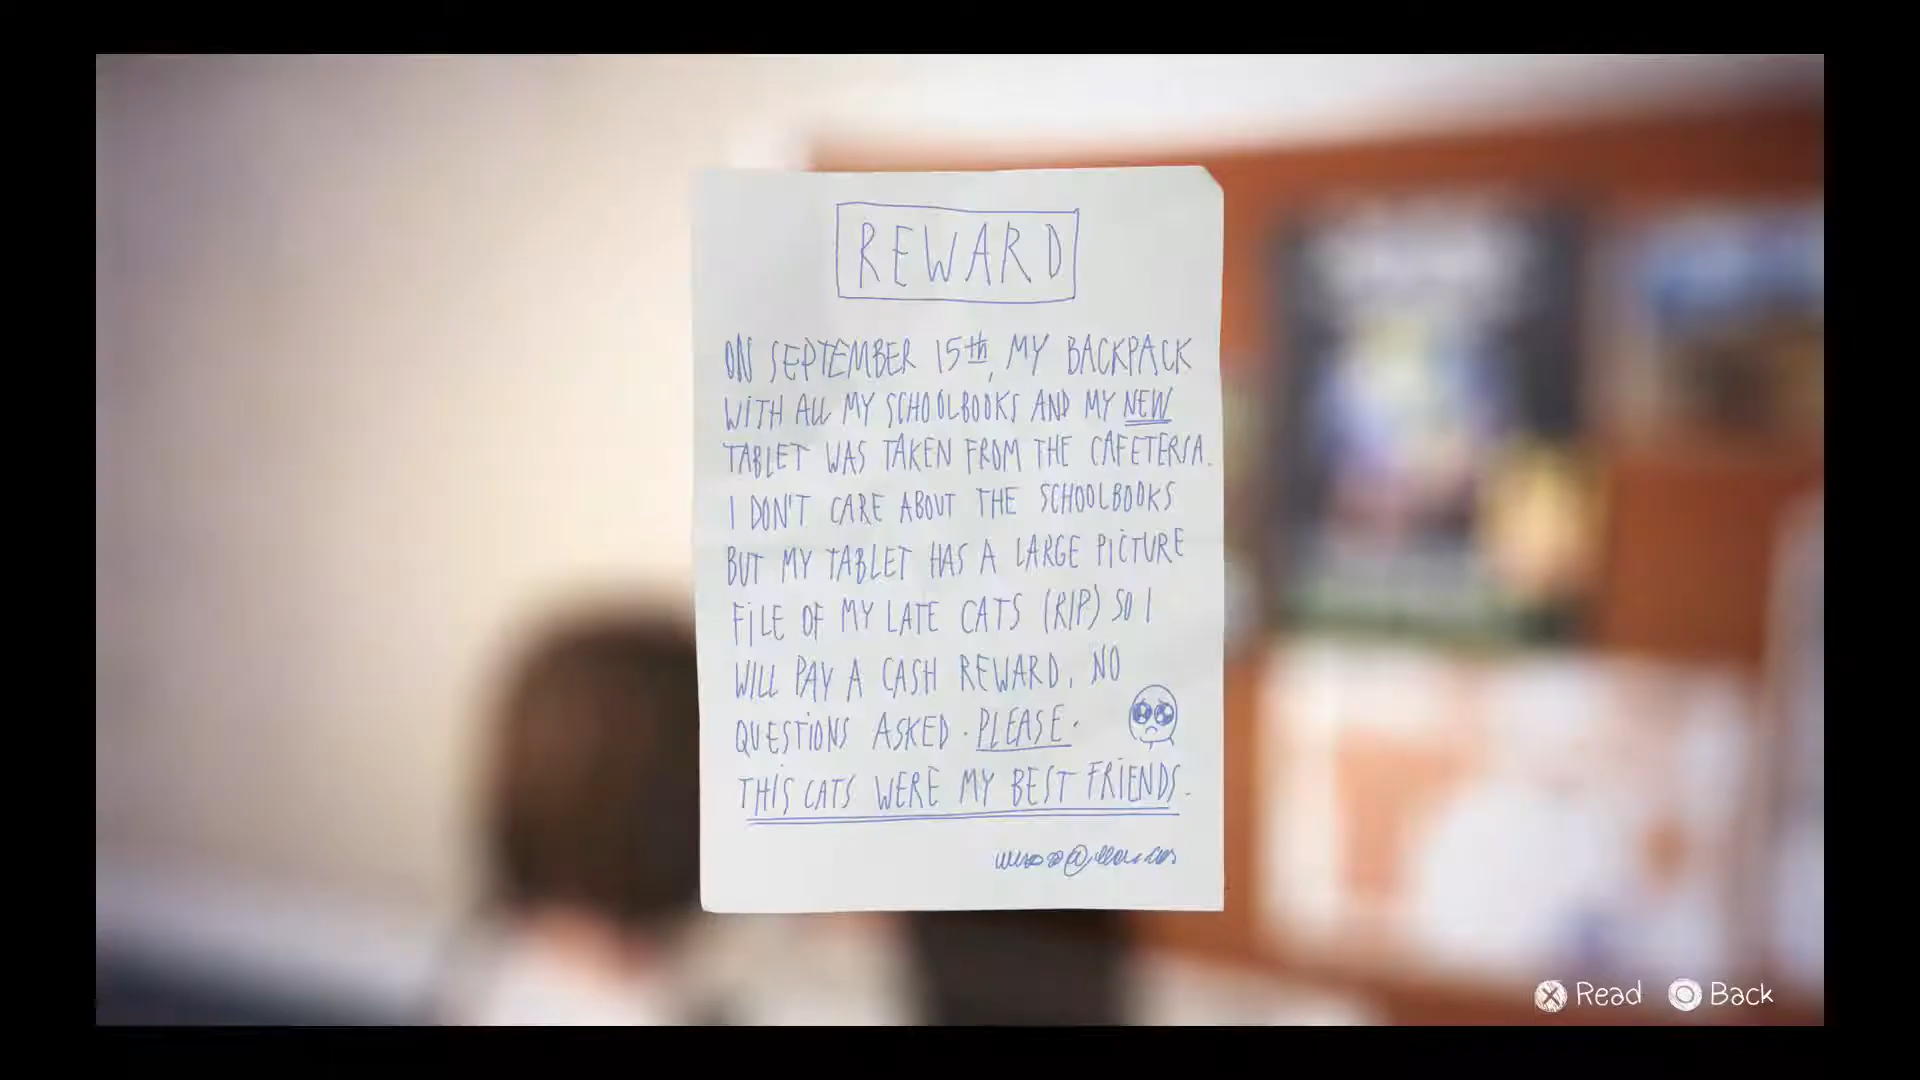 REWARD
ON SEPTEMBER 15th, MY BACKPACK
WITH ALL MY SCHOOLBOOKS AND MY NEW
TABLET WAS TAKEN FROM THE CAFETERIA.
I DON'T CARE ABOUT THE SCHOOLBOOKS
BUT MY TABLET HAS A LARGE PICTURE
FILE OF MY LATE CATS (RIP) SO I
WILL PAY A CASH REWARD, NO
QUESTIONS ASKED. PLEASE.
THIS CATS WERE MY BEST FRIENDS.
Read Back